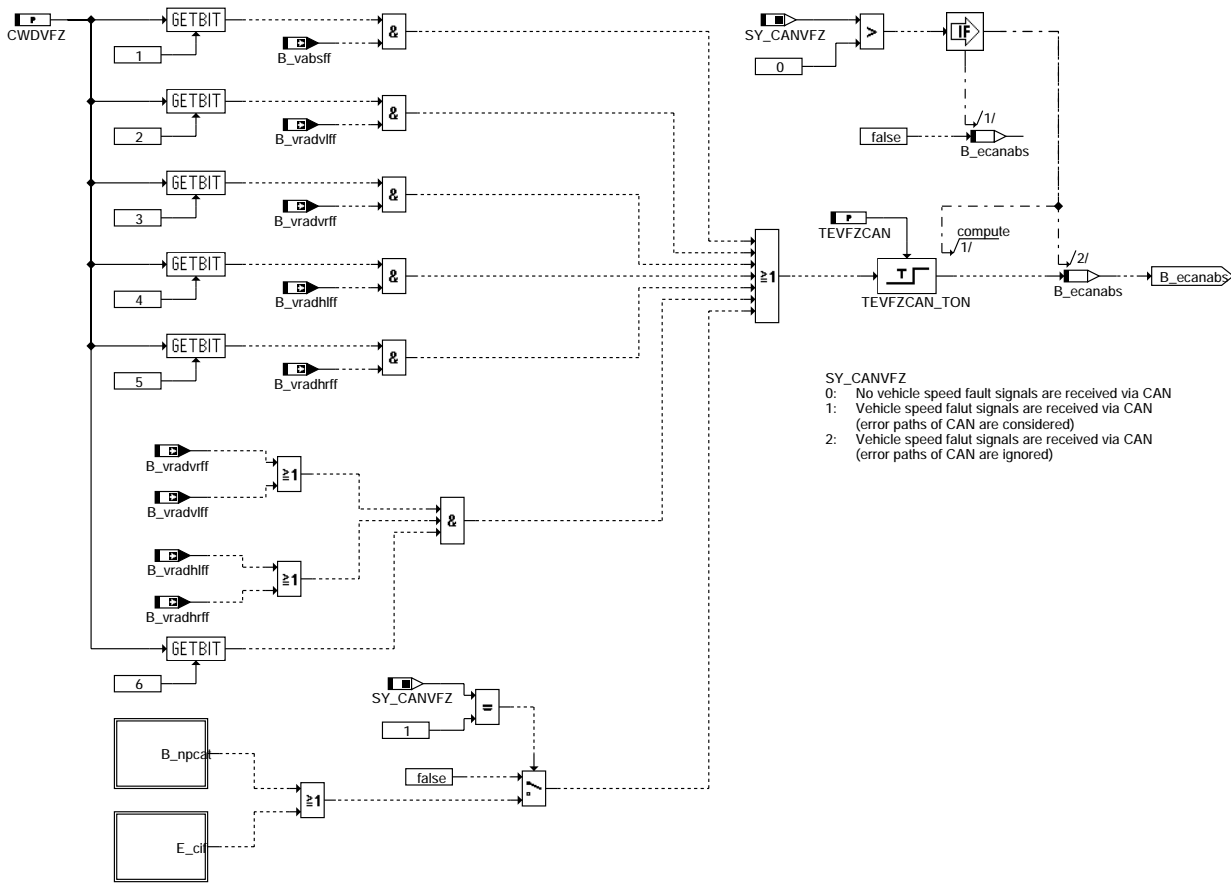 CWDVFZ
GETBIT
1
B_vabsff
&
GETBIT
2
B_vradvlff
&
GETBIT
3
B_vradvrff
&
GETBIT
4
B_vradhlff
&
GETBIT
5
B_vradhrff
&
B_vradvrff
B_vradvlff
≧1
B_vradhlff
B_vradhrff
≧1
&
GETBIT
6
SY_CANVFZ
1
=
B_npcat
E_cif
≧1
false
≧1
SY_CANVFZ
0
>
IF
/1/
false
B_ecanabs
P
TEVFZCAN
compute
/1/
T
TEVFZCAN_TON
/2/
B_ecanabs
B_ecanabs
P
SY_CANVFZ
0: No vehicle speed fault signals are received via CAN
1: Vehicle speed falut signals are received via CAN
(error paths of CAN are considered)
2: Vehicle speed falut signals are received via CAN
(error paths of CAN are ignored)